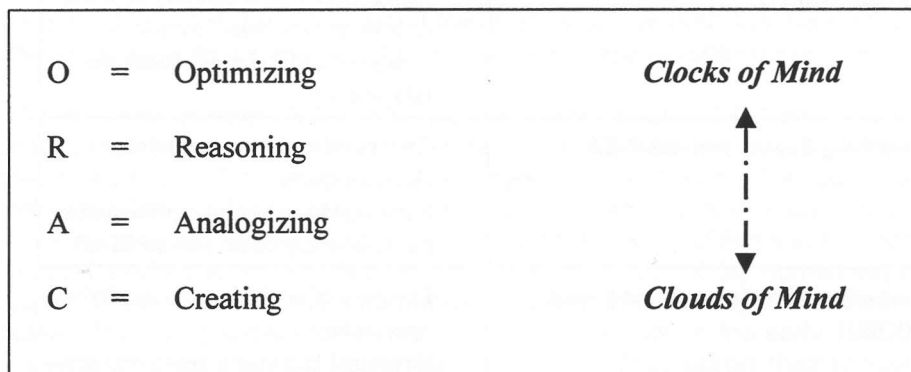 O = Optimizing Clocks of Mind
R = Reasoning
A = Analogizing
C = Creating Clouds of Mind